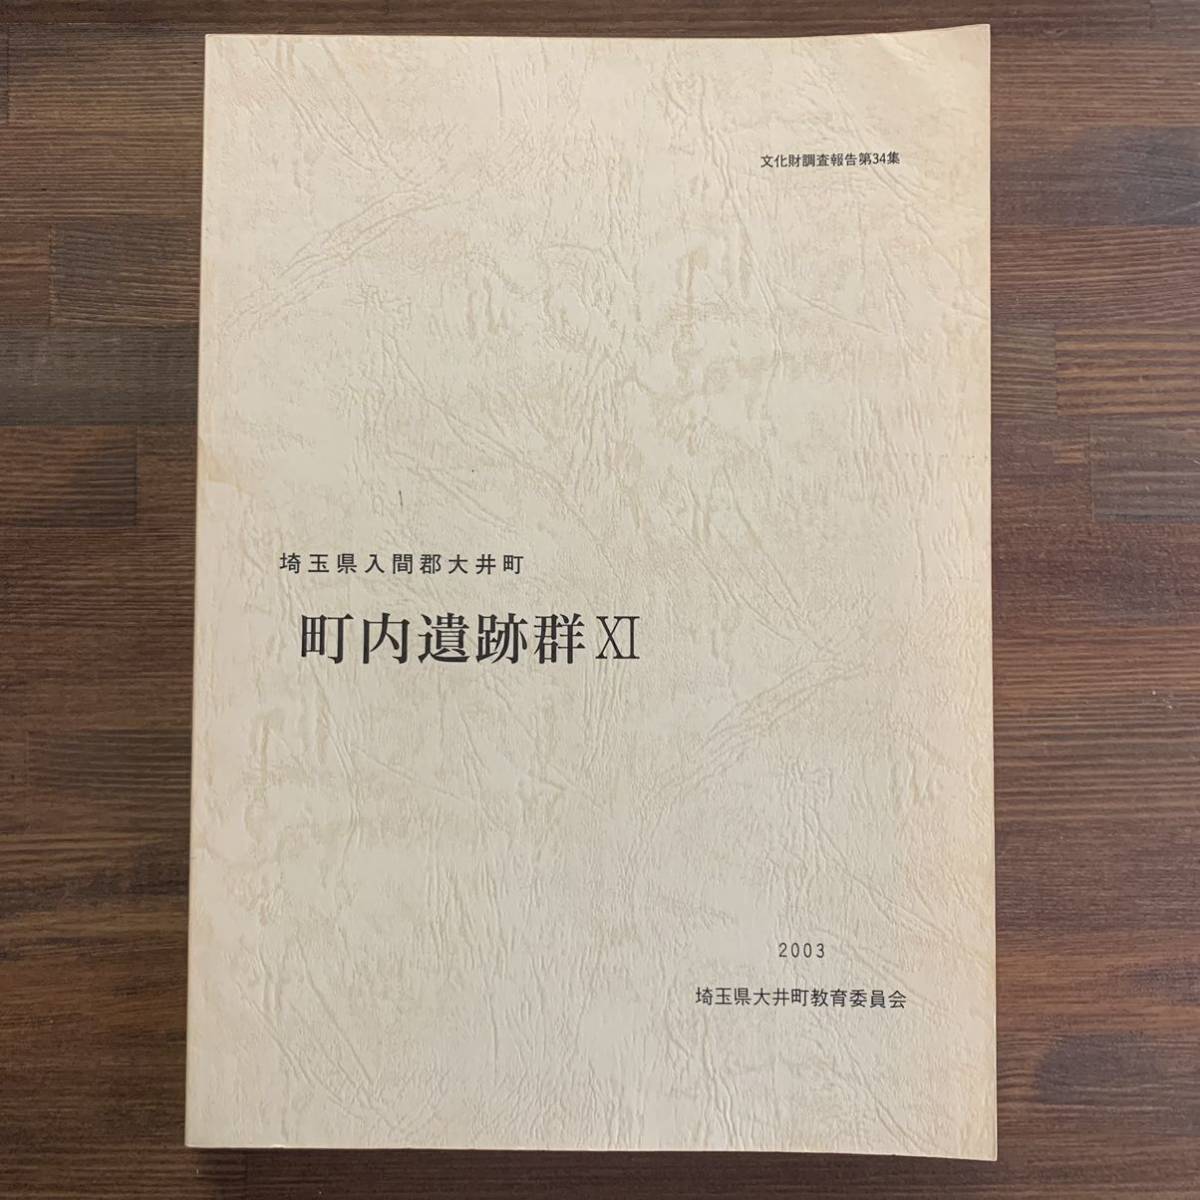 文化財調査報告第34集
埼玉県入間郡大井町
町内遺跡群Ⅺ
2003
埼玉県大井町教育委員会